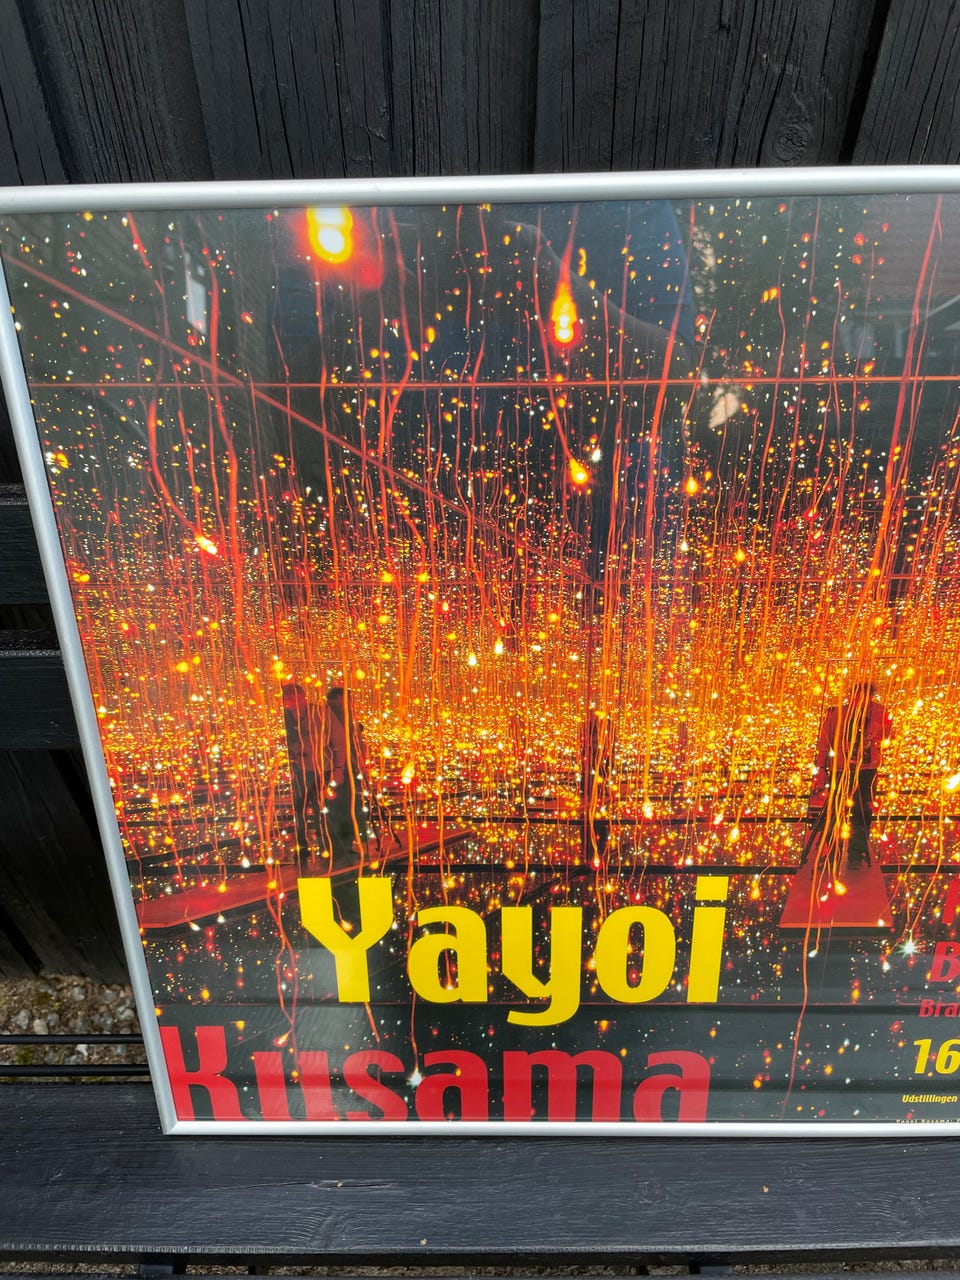 Yayoi
Kusama
16
Udstillingen